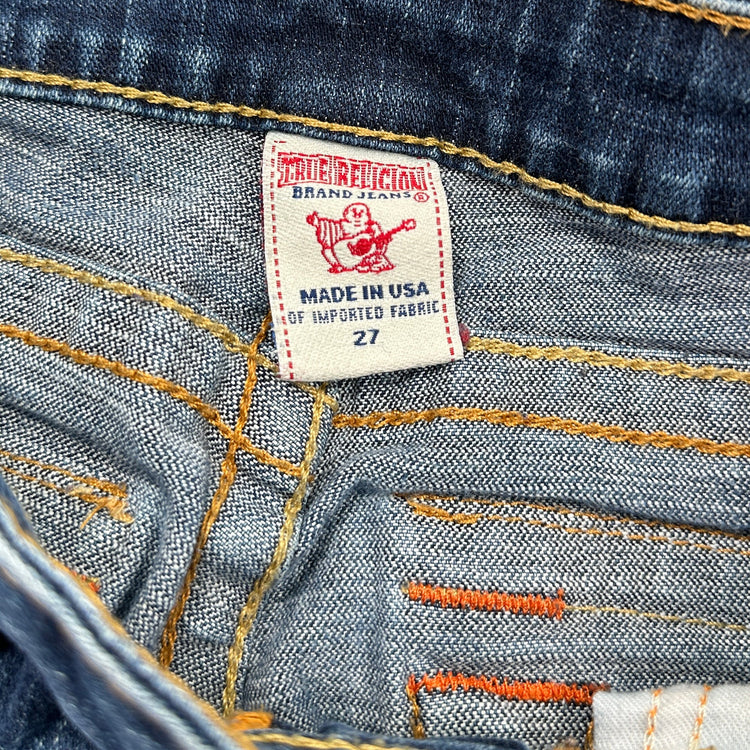 TRUE RELIGION
BRAND JEANS ®
MADE IN USA
OF IMPORTED FABRIC
27